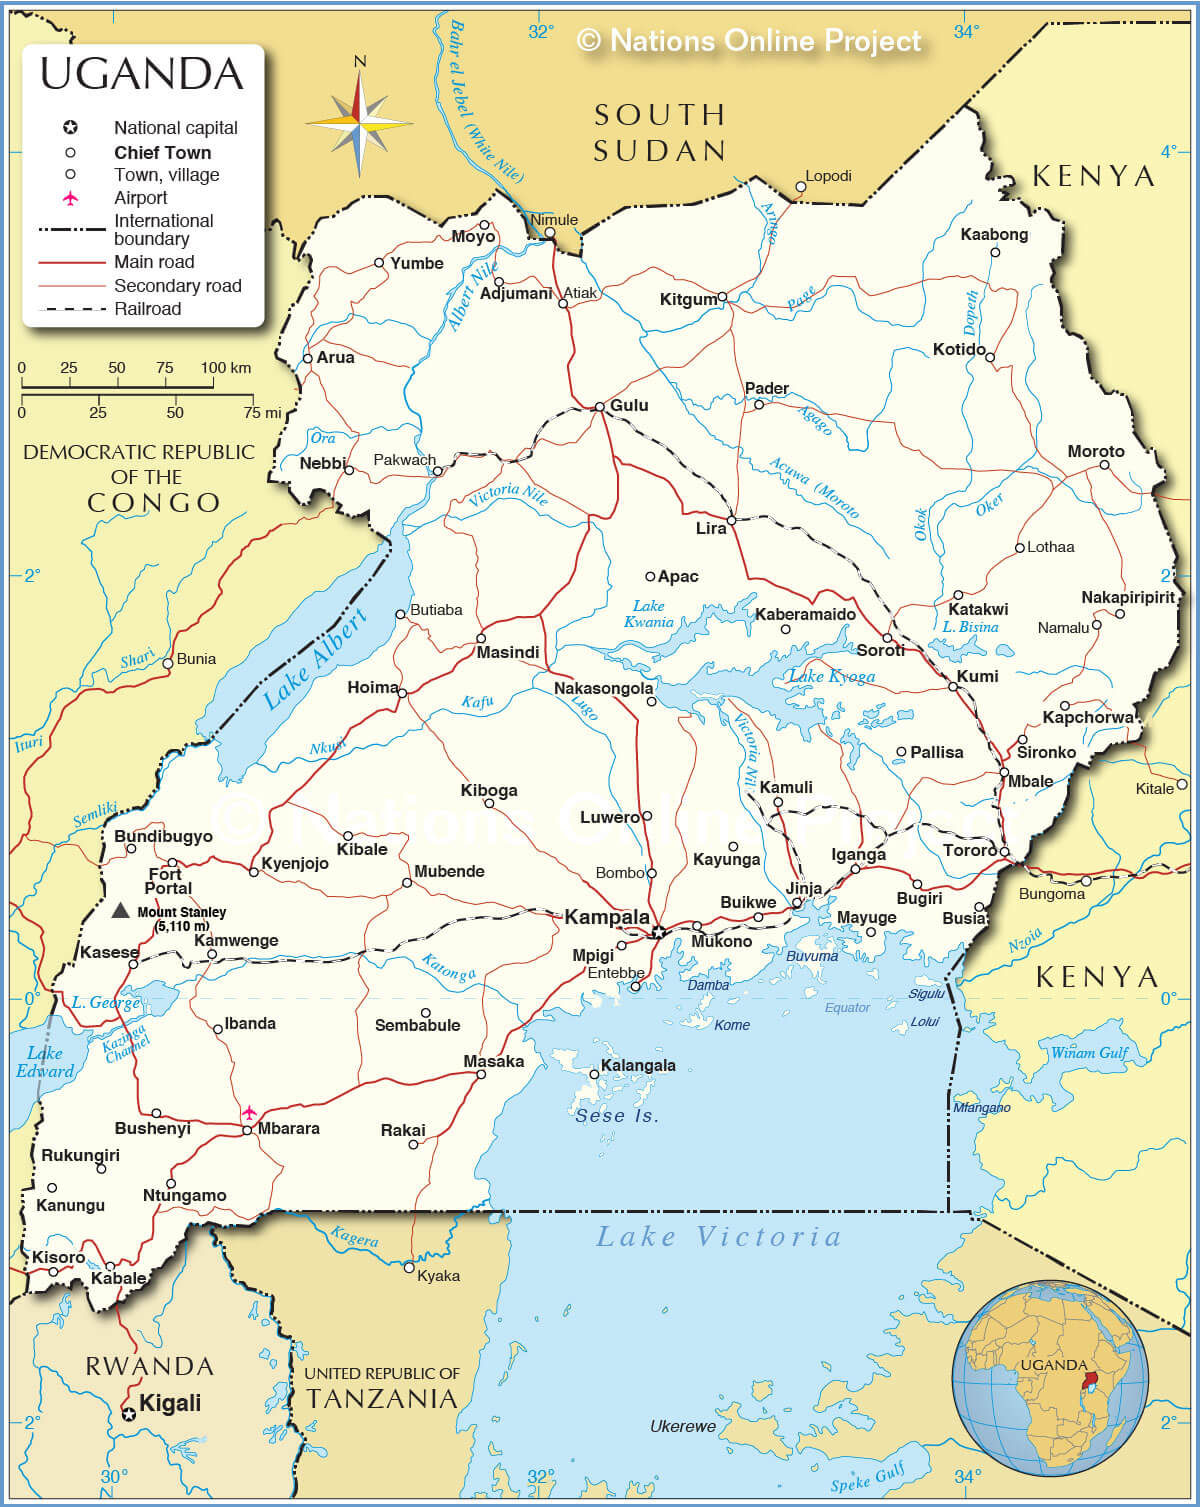 © Nations Online Project
32°
34°
UGANDA
National capital
Chief Town
Town, village
Airport
International
boundary
Main road
Secondary road
Railroad
0 25 50 75 100 km
0 25 50 75 mi
N
Bahr el Jebel (White Nile)
SOUTH
SUDAN
KENYA
4°
Lopodi
Nimule
Moyo
Yumbe
Aringo
Kaabong
Albert Nile
Adjumani
Atiak
Kitgum
Page
Dopeth
Arua
Kotido
Pader
Gulu
Agago
Ora
Nebbi
Pakwach
DEMOCRATIC REPUBLIC
OF THE
CONGO
Victoria Nile
Acuwa (Moroto
Moroto
Oker
Okok
Lira
Lothaa
2°
2
Apac
Butiaba
Lake
Kwania
Kaberamaido
Katakwi
L. Bisina
Nakapiripirit
Namalu
Shari
Bunia
Lake Albert
Masindi
Soroti
Kumi
Lake Kyoga
Hoima
Kafu
Nakasongola
Lugo
Victoria Nil
Kapchorwa
Ituri
Nkusi
Pallisa
Sironko
Mbale
Kitale
Semliki
Kiboga
Kamuli
© Nations Online Project
Luwero
Bundibugyo
Kibale
Kayunga
Iganga
Tororo
Fort
Portal
Kyenjojo
Mubende
Bombo
Jinja
Bugiri
Bungoma
Mount Stanley
(5,110 m)
Kampala
Buikwe
Mayuge
Busia
Kasese
Kamwenge
Mukono
Mpigi
Nzoia
Katonga
Entebbe
Buvuma
Damba
Sigulu
KENYA
L. George
0°
0°
Equator
Kome
Lolui
Ibanda
Sembabule
Kazinga
Channel
Lake
Edward
Winam Gulf
Masaka
Kalangala
Sese Is.
Mfangano
Bushenyi
Mbarara
Rakai
Rukungiri
Kanungu
Ntungamo
Kagera
Lake Victoria
Kisoro
Kabale
Kyaka
RWANDA
Kigali
UNITED REPUBLIC OF
TANZANIA
UGANDA
Ukerewe
2°
2°
Speke Gulf
30°
32°
34°